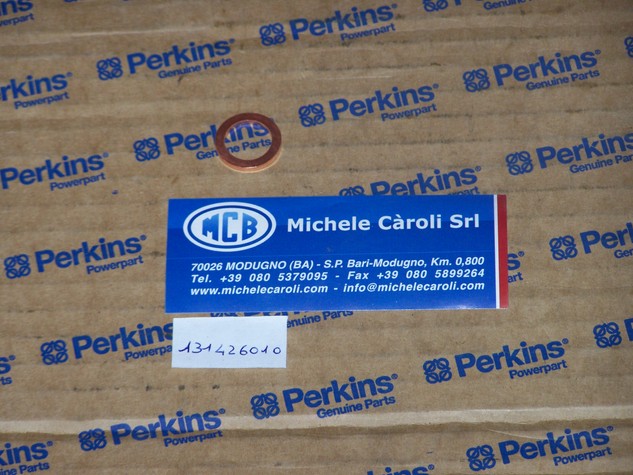 Perkins
Genuine Parts
Perkins
Powerpart
Perkins
Genuine Parts
Perkins
Powerpart
Perkins
Powerpart
Perkins
Powerpart
Perkins
Genuine Parts
Perkins
Genuine Parts
Perkins
Powerpart
MCB Michele Càroli Srl
70026 MODUGNO (BA) - S.P. Bari-Modugno, Km. 0,800
Tel. +39 080 5379095 - Fax +39 080 5899264
www.michelecaroli.com - info@michelecaroli.com
131426010
Perkins
Powerpart
Perkins
Powerpart
Perkins
Genuine Parts
Perkins
Powerpart
Perkins
Genuine Parts
Perkins
Powerpart
Perkins
Powerpart